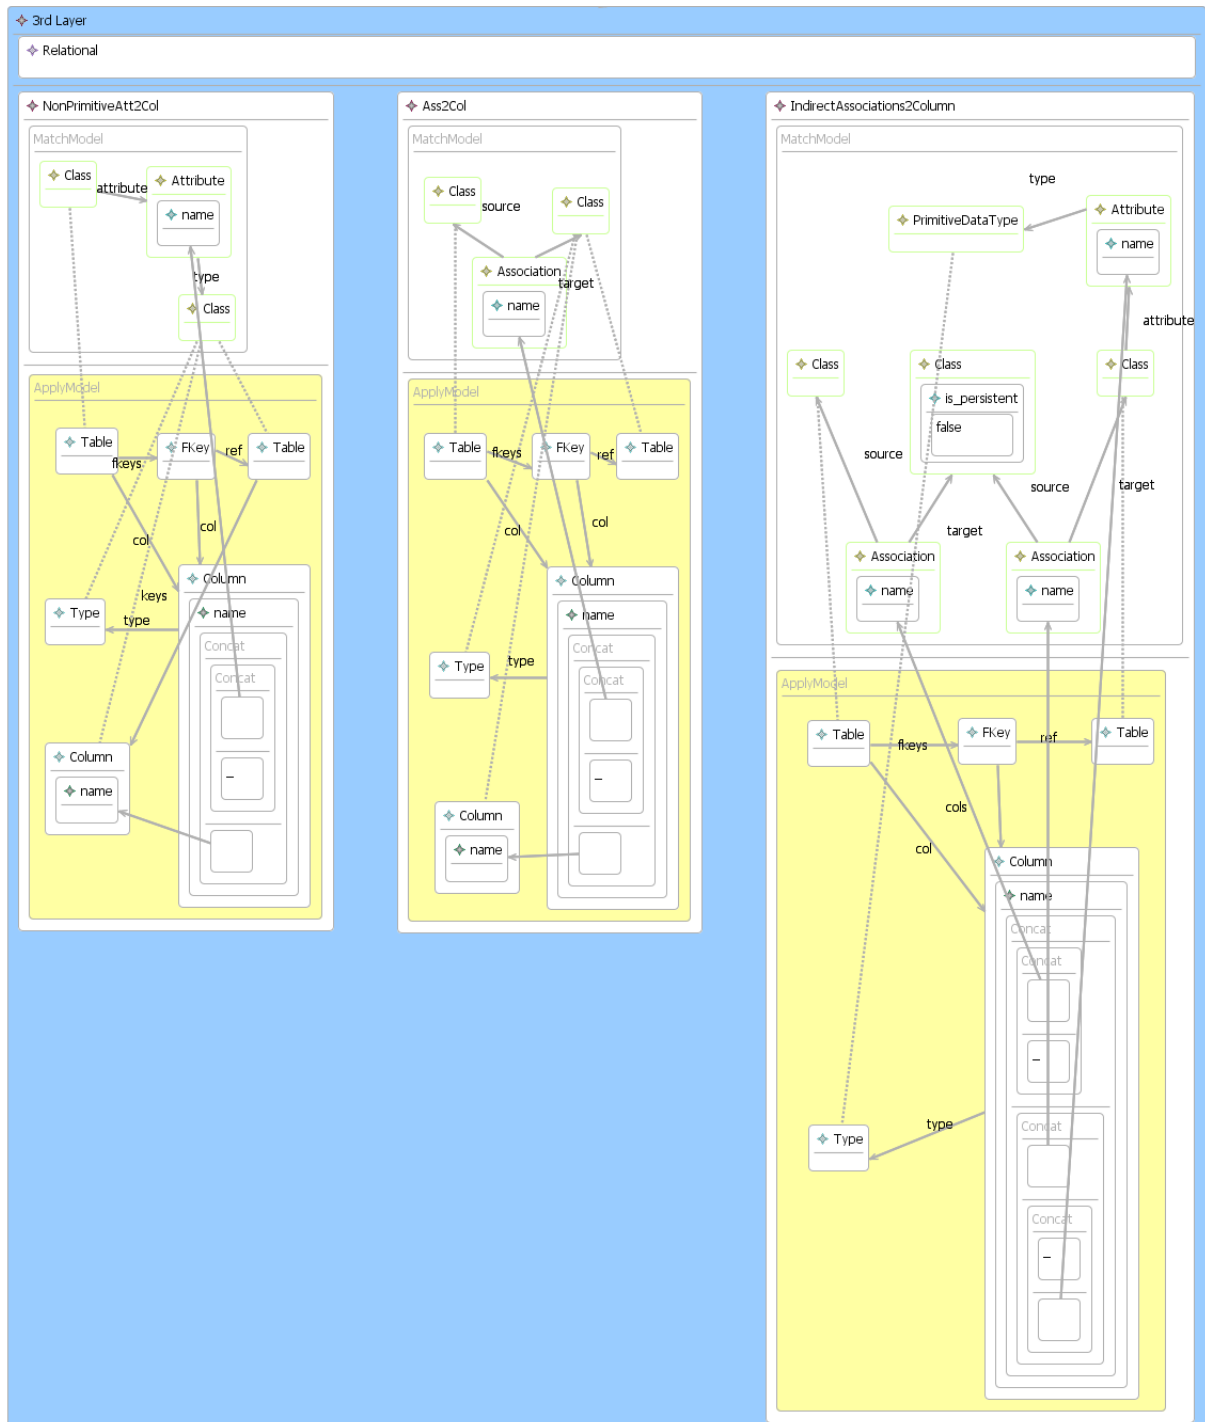 3rd Layer
Relational
NonPrimitiveAtt2Col
MatchModel
Class
attribute
Attribute
name
type
Class
ApplyModel
Table
fkeys
FKey
ref
Table
col
col
keys
Column
Type
type
name
Concat
Concat
–
Column
name
Ass2Col
MatchModel
Class
source
Class
Association
target
name
ApplyModel
Table
fkeys
FKey
ref
Table
col
col
Column
name
Type
type
Concat
Concat
–
Column
name
IndirectAssociations2Column
MatchModel
type
PrimitiveDataType
Attribute
name
attribute
Class
Class
is_persistent
false
Class
source
source
target
target
Association
name
Association
name
ApplyModel
Table
fkeys
FKey
ref
Table
cols
col
Column
name
Concat
Concat
–
type
Type
Concat
Concat
–